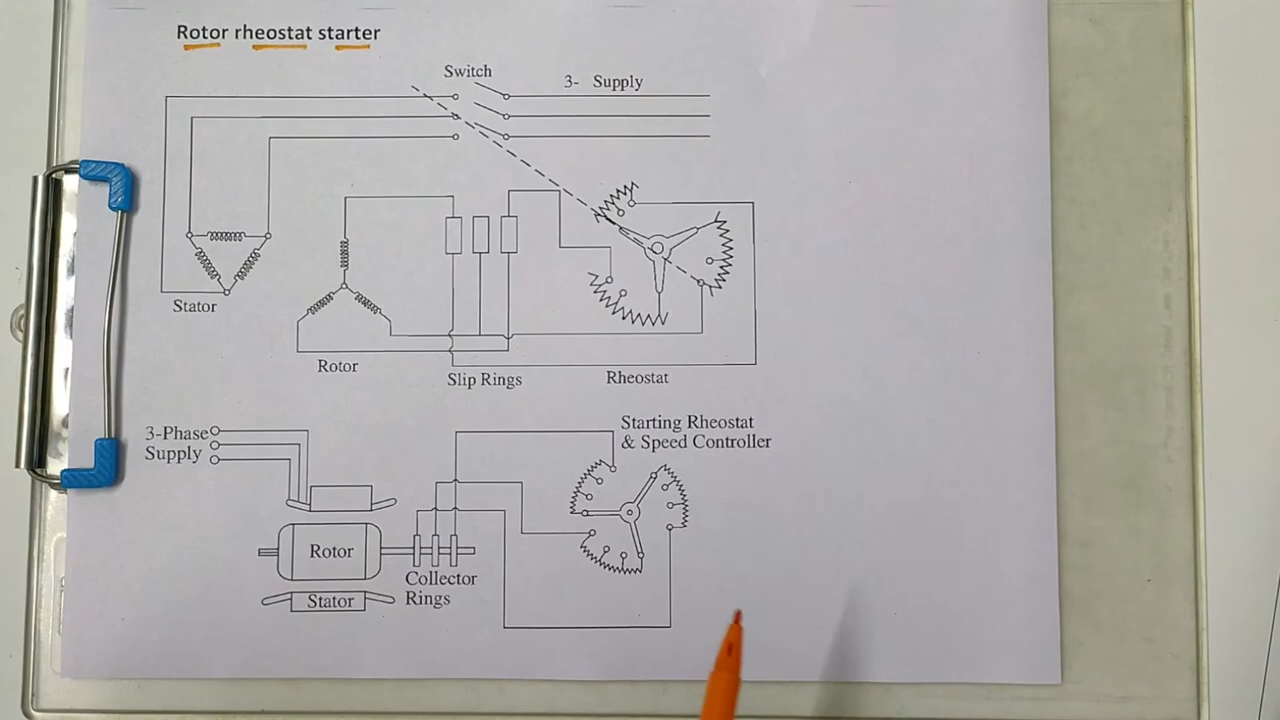 Rotor rheostat starter
Switch
3- Supply
Stator
Rotor
Slip Rings
Rheostat
3-Phase
Supply
Starting Rheostat
& Speed Controller
Rotor
Collector
Rings
Stator